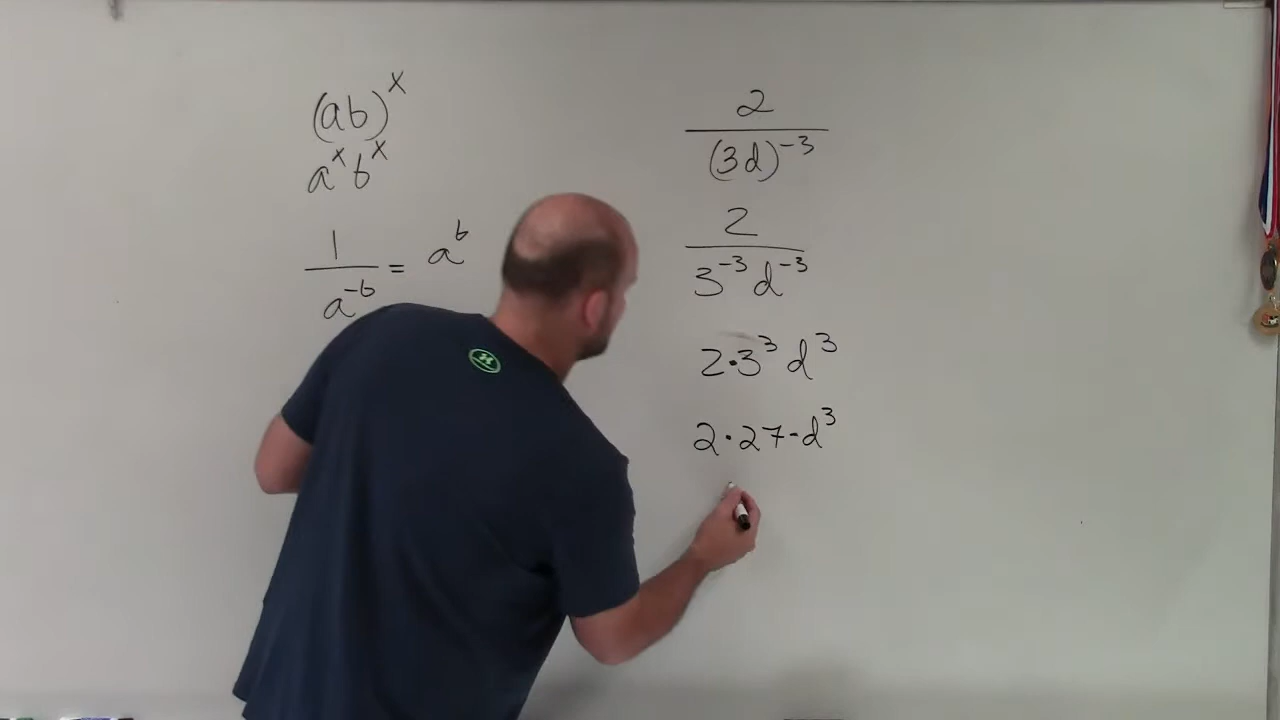 (ab)^x
a^x b^x
1/a^-b = a^b
2/(3d)^-3
2/3^-3 d^-3
2·3^3 d^3
2·27·d^3